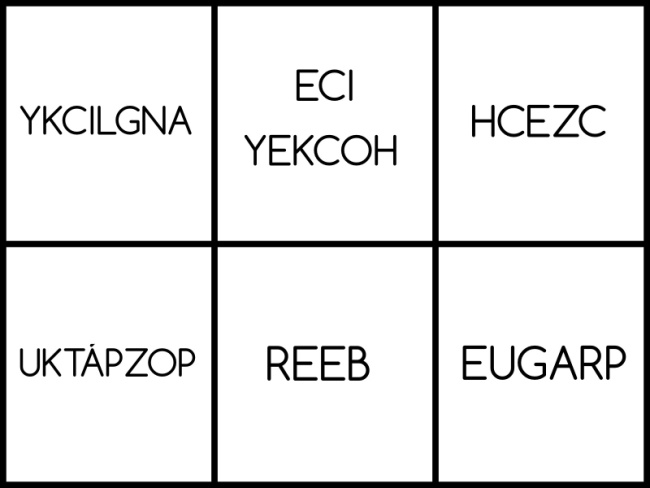 YKCILGNA
ECI
YEKCOH
HCEZC
UKTÁPZOP
REEB
EUGARP